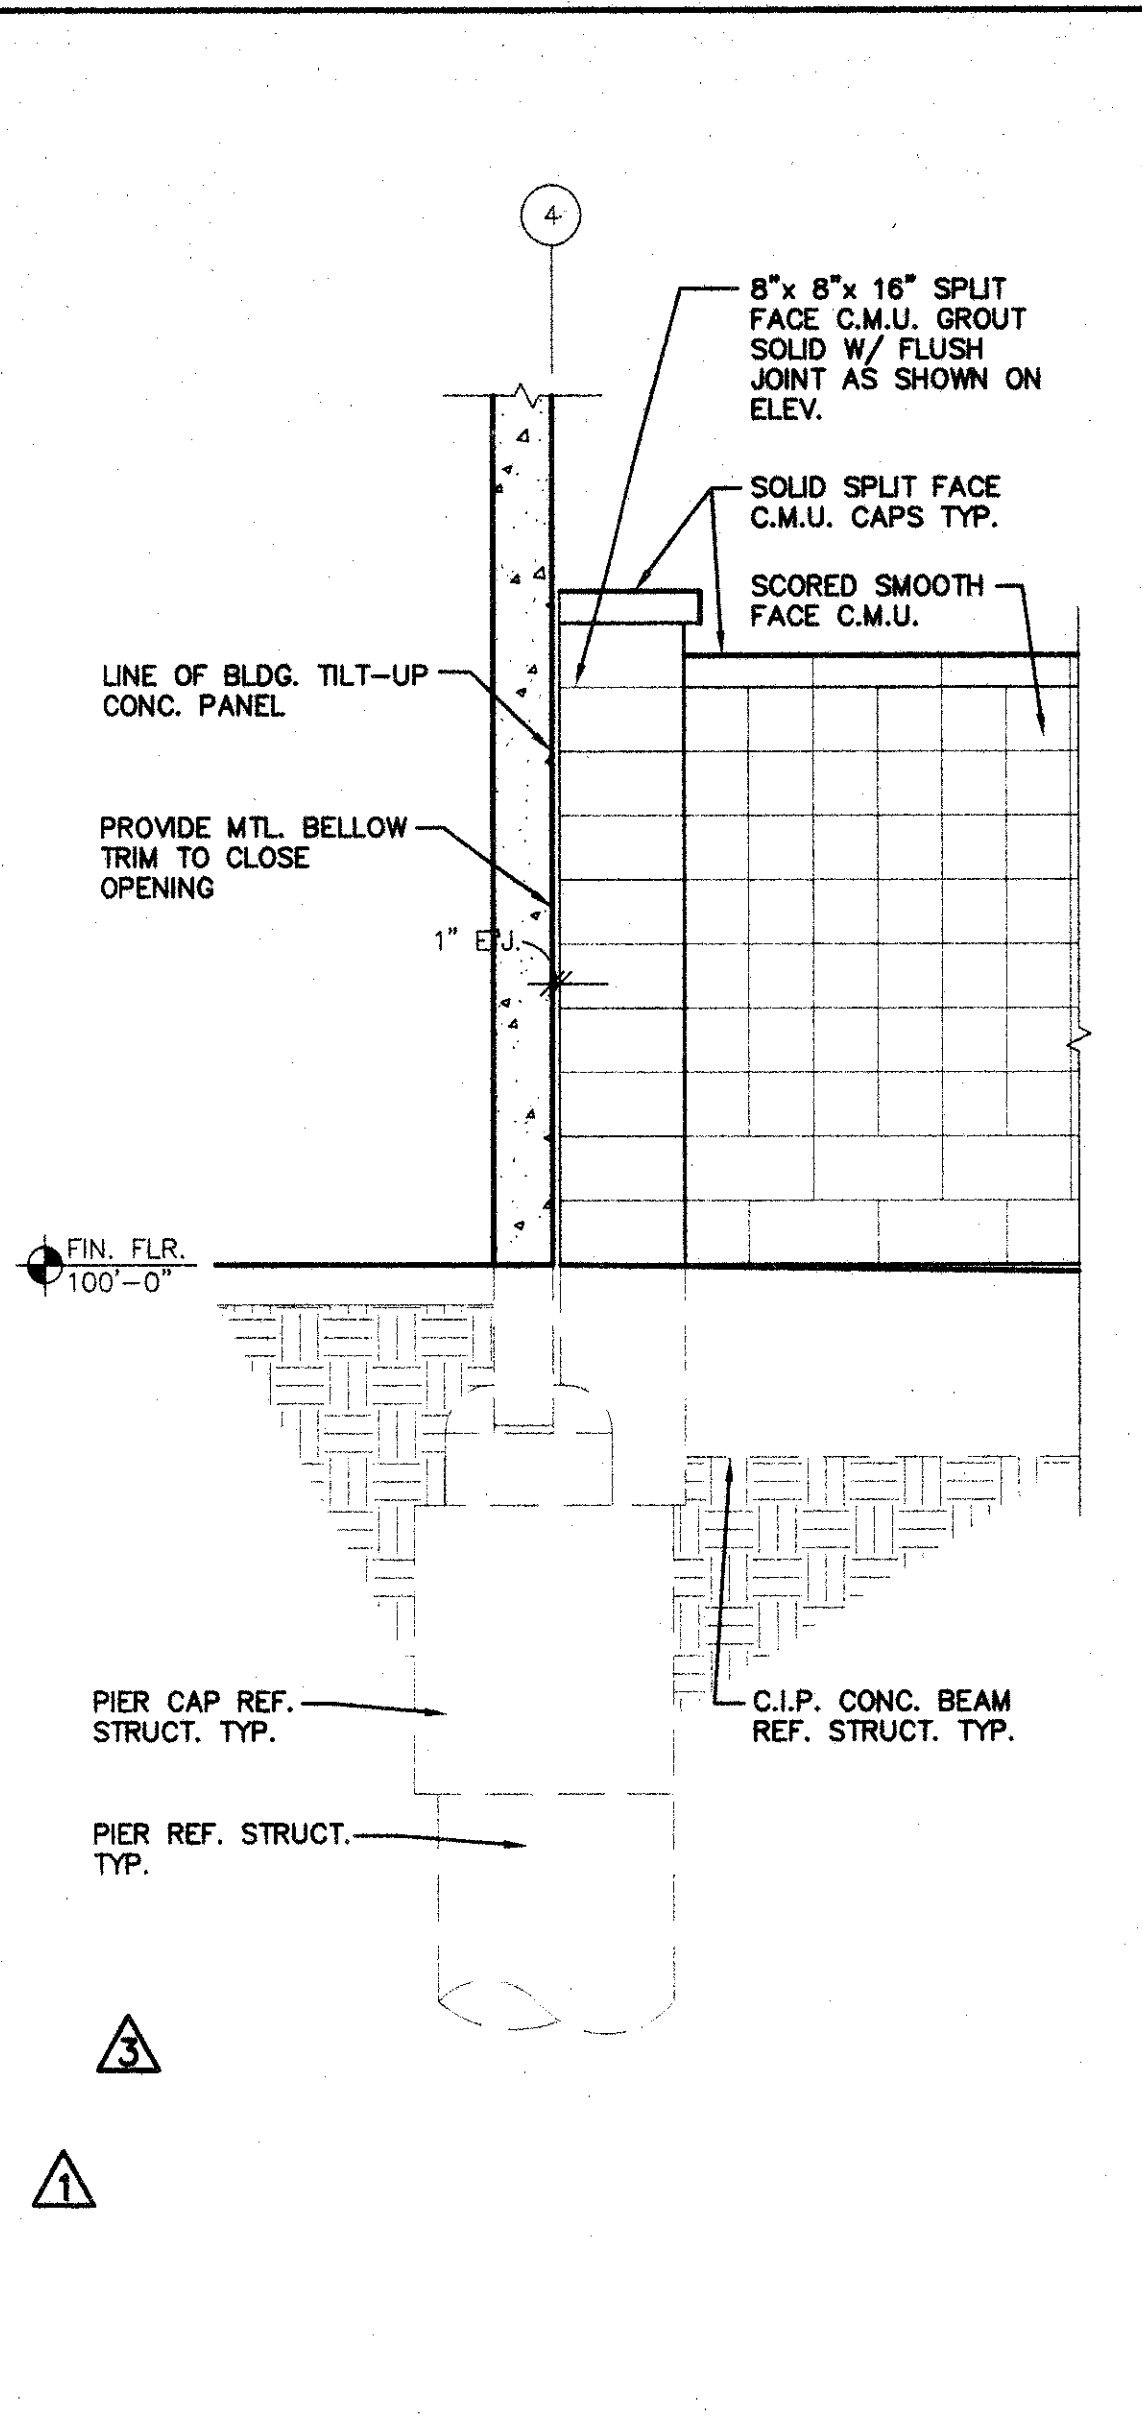 4
8"x 8"x 16" SPLIT
FACE C.M.U. GROUT
SOLID W/ FLUSH
JOINT AS SHOWN ON
ELEV.
SOLID SPLIT FACE
C.M.U. CAPS TYP.
SCORED SMOOTH
FACE C.M.U.
LINE OF BLDG. TILT-UP
CONC. PANEL
PROVIDE MTL. BELLOW
TRIM TO CLOSE
OPENING
1" E.J.
FIN. FLR.
100'-0"
PIER CAP REF.
STRUCT. TYP.
C.I.P. CONC. BEAM
REF. STRUCT. TYP.
PIER REF. STRUCT.
TYP.
3
1